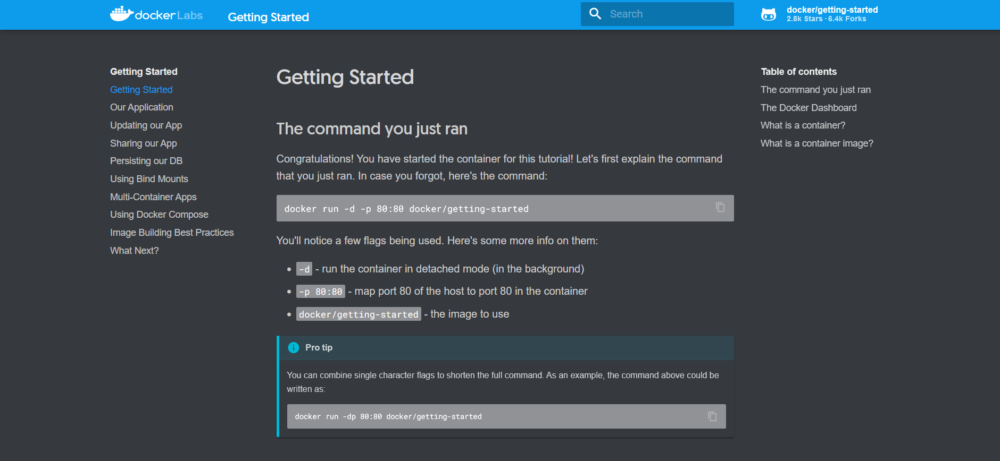 docker Labs
Getting Started
Search
docker/getting-started
2.8k Stars · 6.4k Forks
Getting Started
Getting Started
Our Application
Updating our App
Sharing our App
Persisting our DB
Using Bind Mounts
Multi-Container Apps
Using Docker Compose
Image Building Best Practices
What Next?
Getting Started
The command you just ran
Congratulations! You have started the container for this tutorial! Let's first explain the command
that you just ran. In case you forgot, here's the command:
docker run -d -p 80:80 docker/getting-started
You'll notice a few flags being used. Here's some more info on them:
• -d - run the container in detached mode (in the background)
• -p 80:80 - map port 80 of the host to port 80 in the container
• docker/getting-started - the image to use
Pro tip
You can combine single character flags to shorten the full command. As an example, the command above could be
written as:
docker run -dp 80:80 docker/getting-started
Table of contents
The command you just ran
The Docker Dashboard
What is a container?
What is a container image?